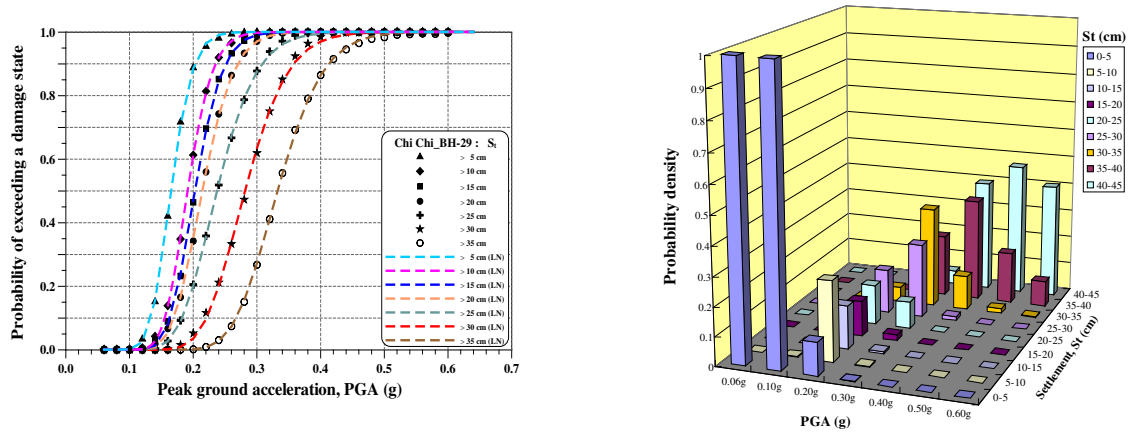 Probability of exceeding a damage state
1.0
0.8
0.6
0.4
0.2
0.0
0.0 0.1 0.2 0.3 0.4 0.5 0.6 0.7
Peak ground acceleration, PGA (g)
Chi Chi_BH-29 : St
> 5 cm
> 10 cm
> 15 cm
> 20 cm
> 25 cm
> 30 cm
> 35 cm
> 5 cm (LN)
> 10 cm (LN)
> 15 cm (LN)
> 20 cm (LN)
> 25 cm (LN)
> 30 cm (LN)
> 35 cm (LN)
Probability density
1
0.9
0.8
0.7
0.6
0.5
0.4
0.3
0.2
0.1
0
0.06g 0.10g 0.20g 0.30g 0.40g 0.50g 0.60g
PGA (g)
0-5
5-10
10-15
15-20
20-25
25-30
30-35
35-40
40-45
Settlement, St (cm)
St (cm)
0-5
5-10
10-15
15-20
20-25
25-30
30-35
35-40
40-45